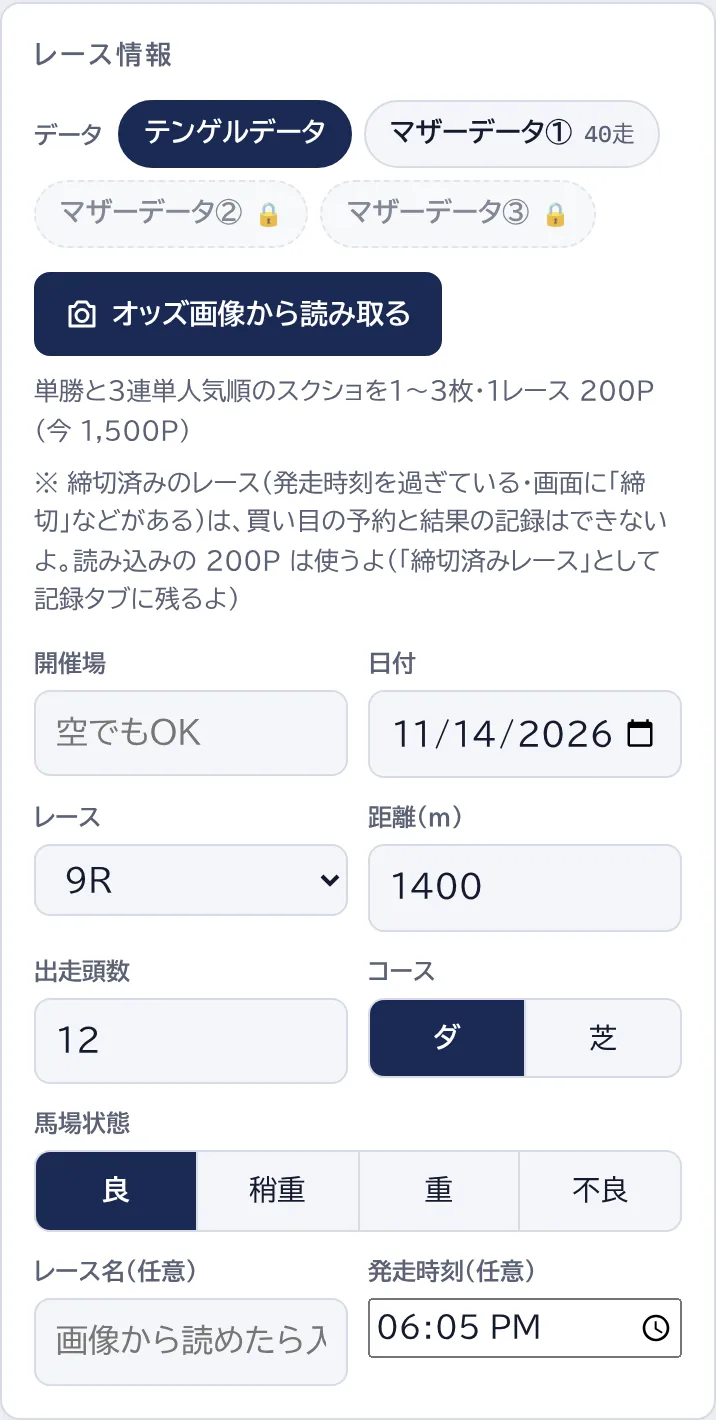 レース情報
データ テンゲルデータ マザーデータ① 40走
マザーデータ② マザーデータ③
オッズ画像から読み取る
単勝と3連単人気順のスクショを1〜3枚・1レース 200P
(今 1,500P)
※ 締切済みのレース(発走時刻を過ぎている・画面に「締
切」などがある)は、買い目の予約と結果の記録はできない
よ。読み込みの 200P は使うよ(「締切済みレース」として
記録タブに残るよ)
開催場 日付
空でもOK 11/14/2026
レース 距離(m)
9R 1400
出走頭数 コース
12 ダ 芝
馬場状態
良 稍重 重 不良
レース名(任意) 発走時刻(任意)
画像から読めたら入 06:05 PM